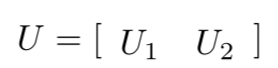 U = [ U₁ U₂ ]